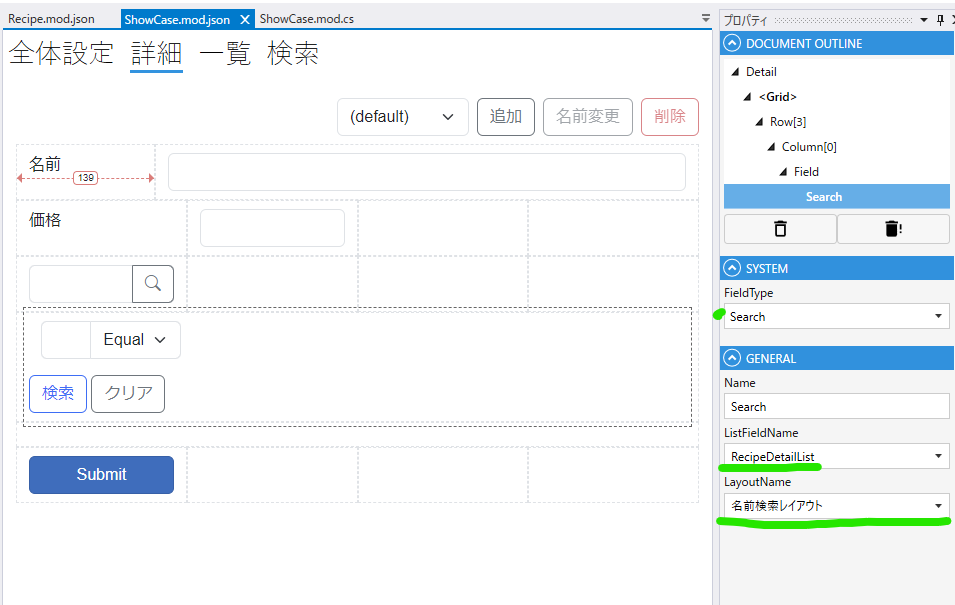 Recipe.mod.json
ShowCase.mod.json
ShowCase.mod.cs
全体設定 詳細 一覧 検索
(default)
追加
名前変更
削除
名前
139
価格
Equal
検索
クリア
Submit
プロパティ
DOCUMENT OUTLINE
Detail
<Grid>
Row[3]
Column[0]
Field
Search
SYSTEM
FieldType
Search
GENERAL
Name
Search
ListFieldName
RecipeDetailList
LayoutName
名前検索レイアウト